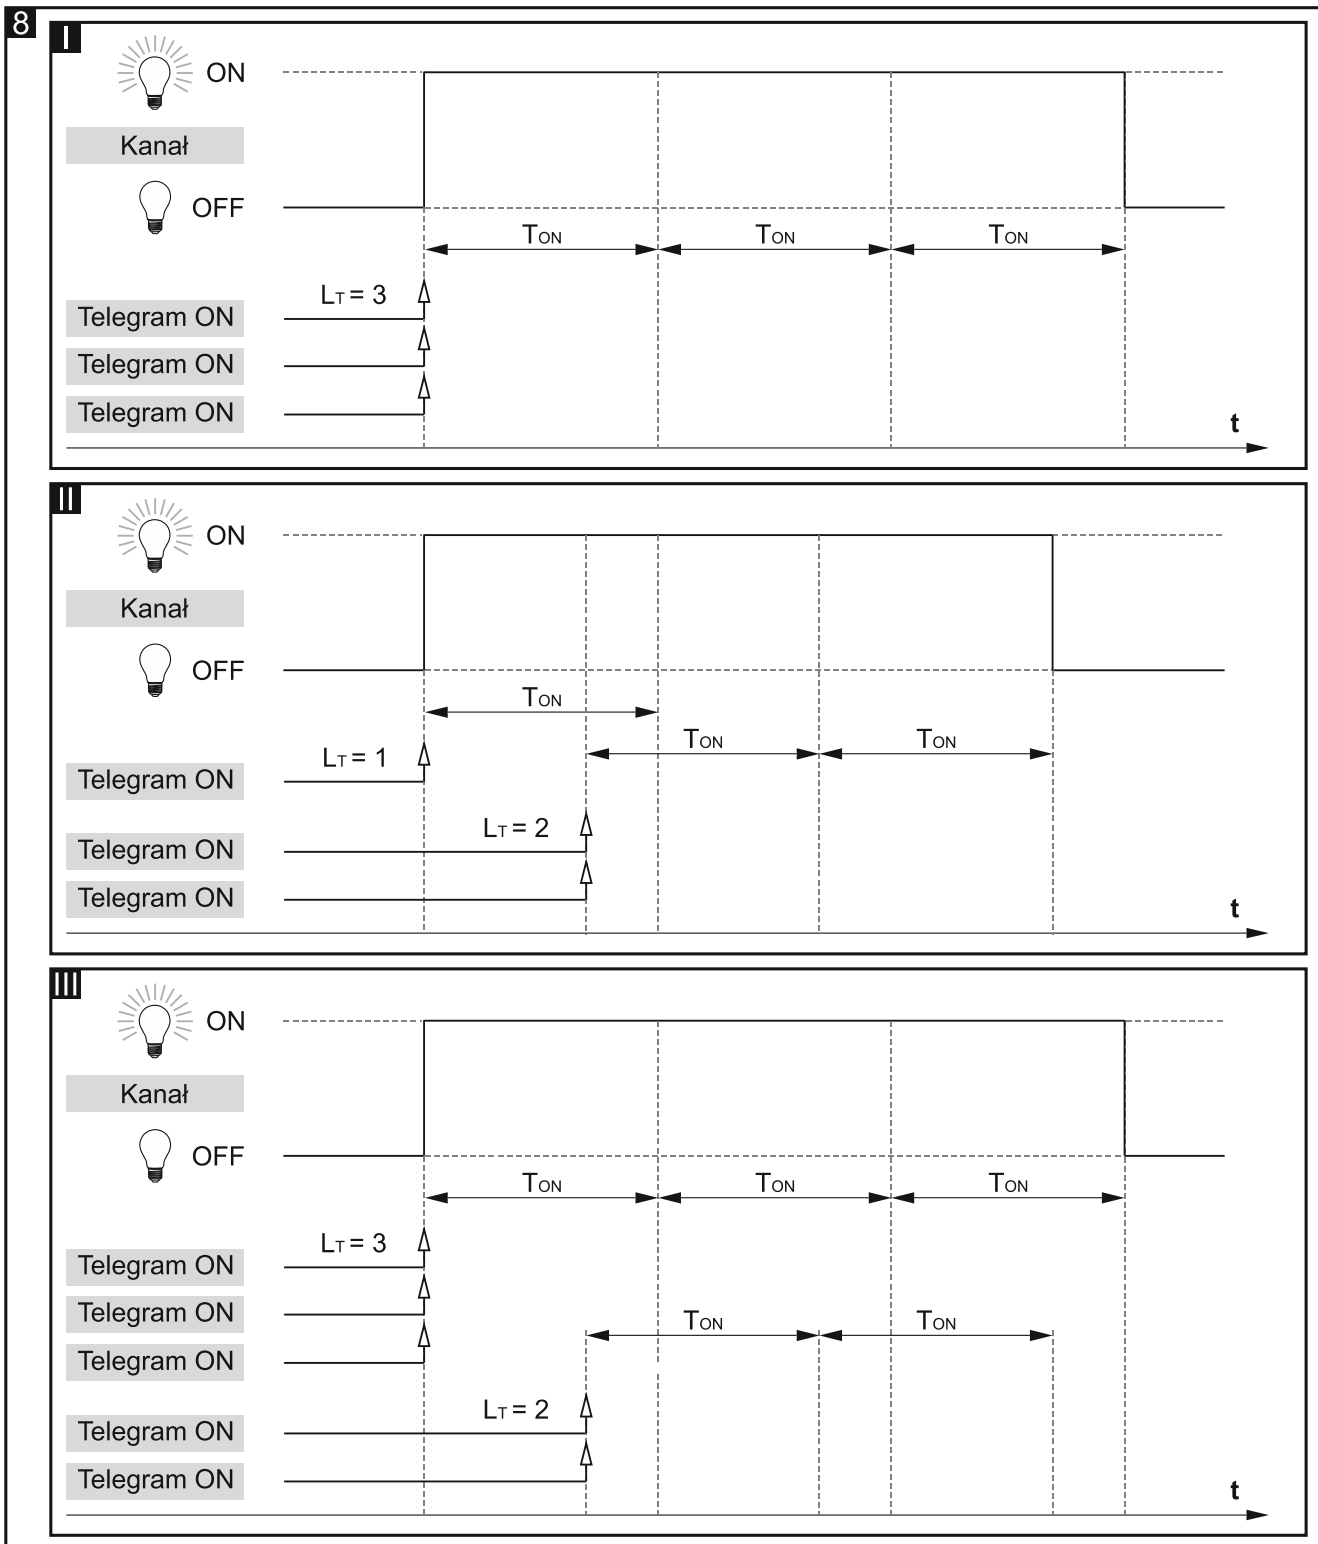 8
I
ON
Kanał
OFF
TON TON TON
LT = 3
Telegram ON
Telegram ON
Telegram ON
t
II
ON
Kanał
OFF
TON
TON TON
LT = 1
Telegram ON
LT = 2
Telegram ON
Telegram ON
t
III
ON
Kanał
OFF
TON TON TON
LT = 3
Telegram ON
Telegram ON
TON TON
Telegram ON
LT = 2
Telegram ON
Telegram ON
t